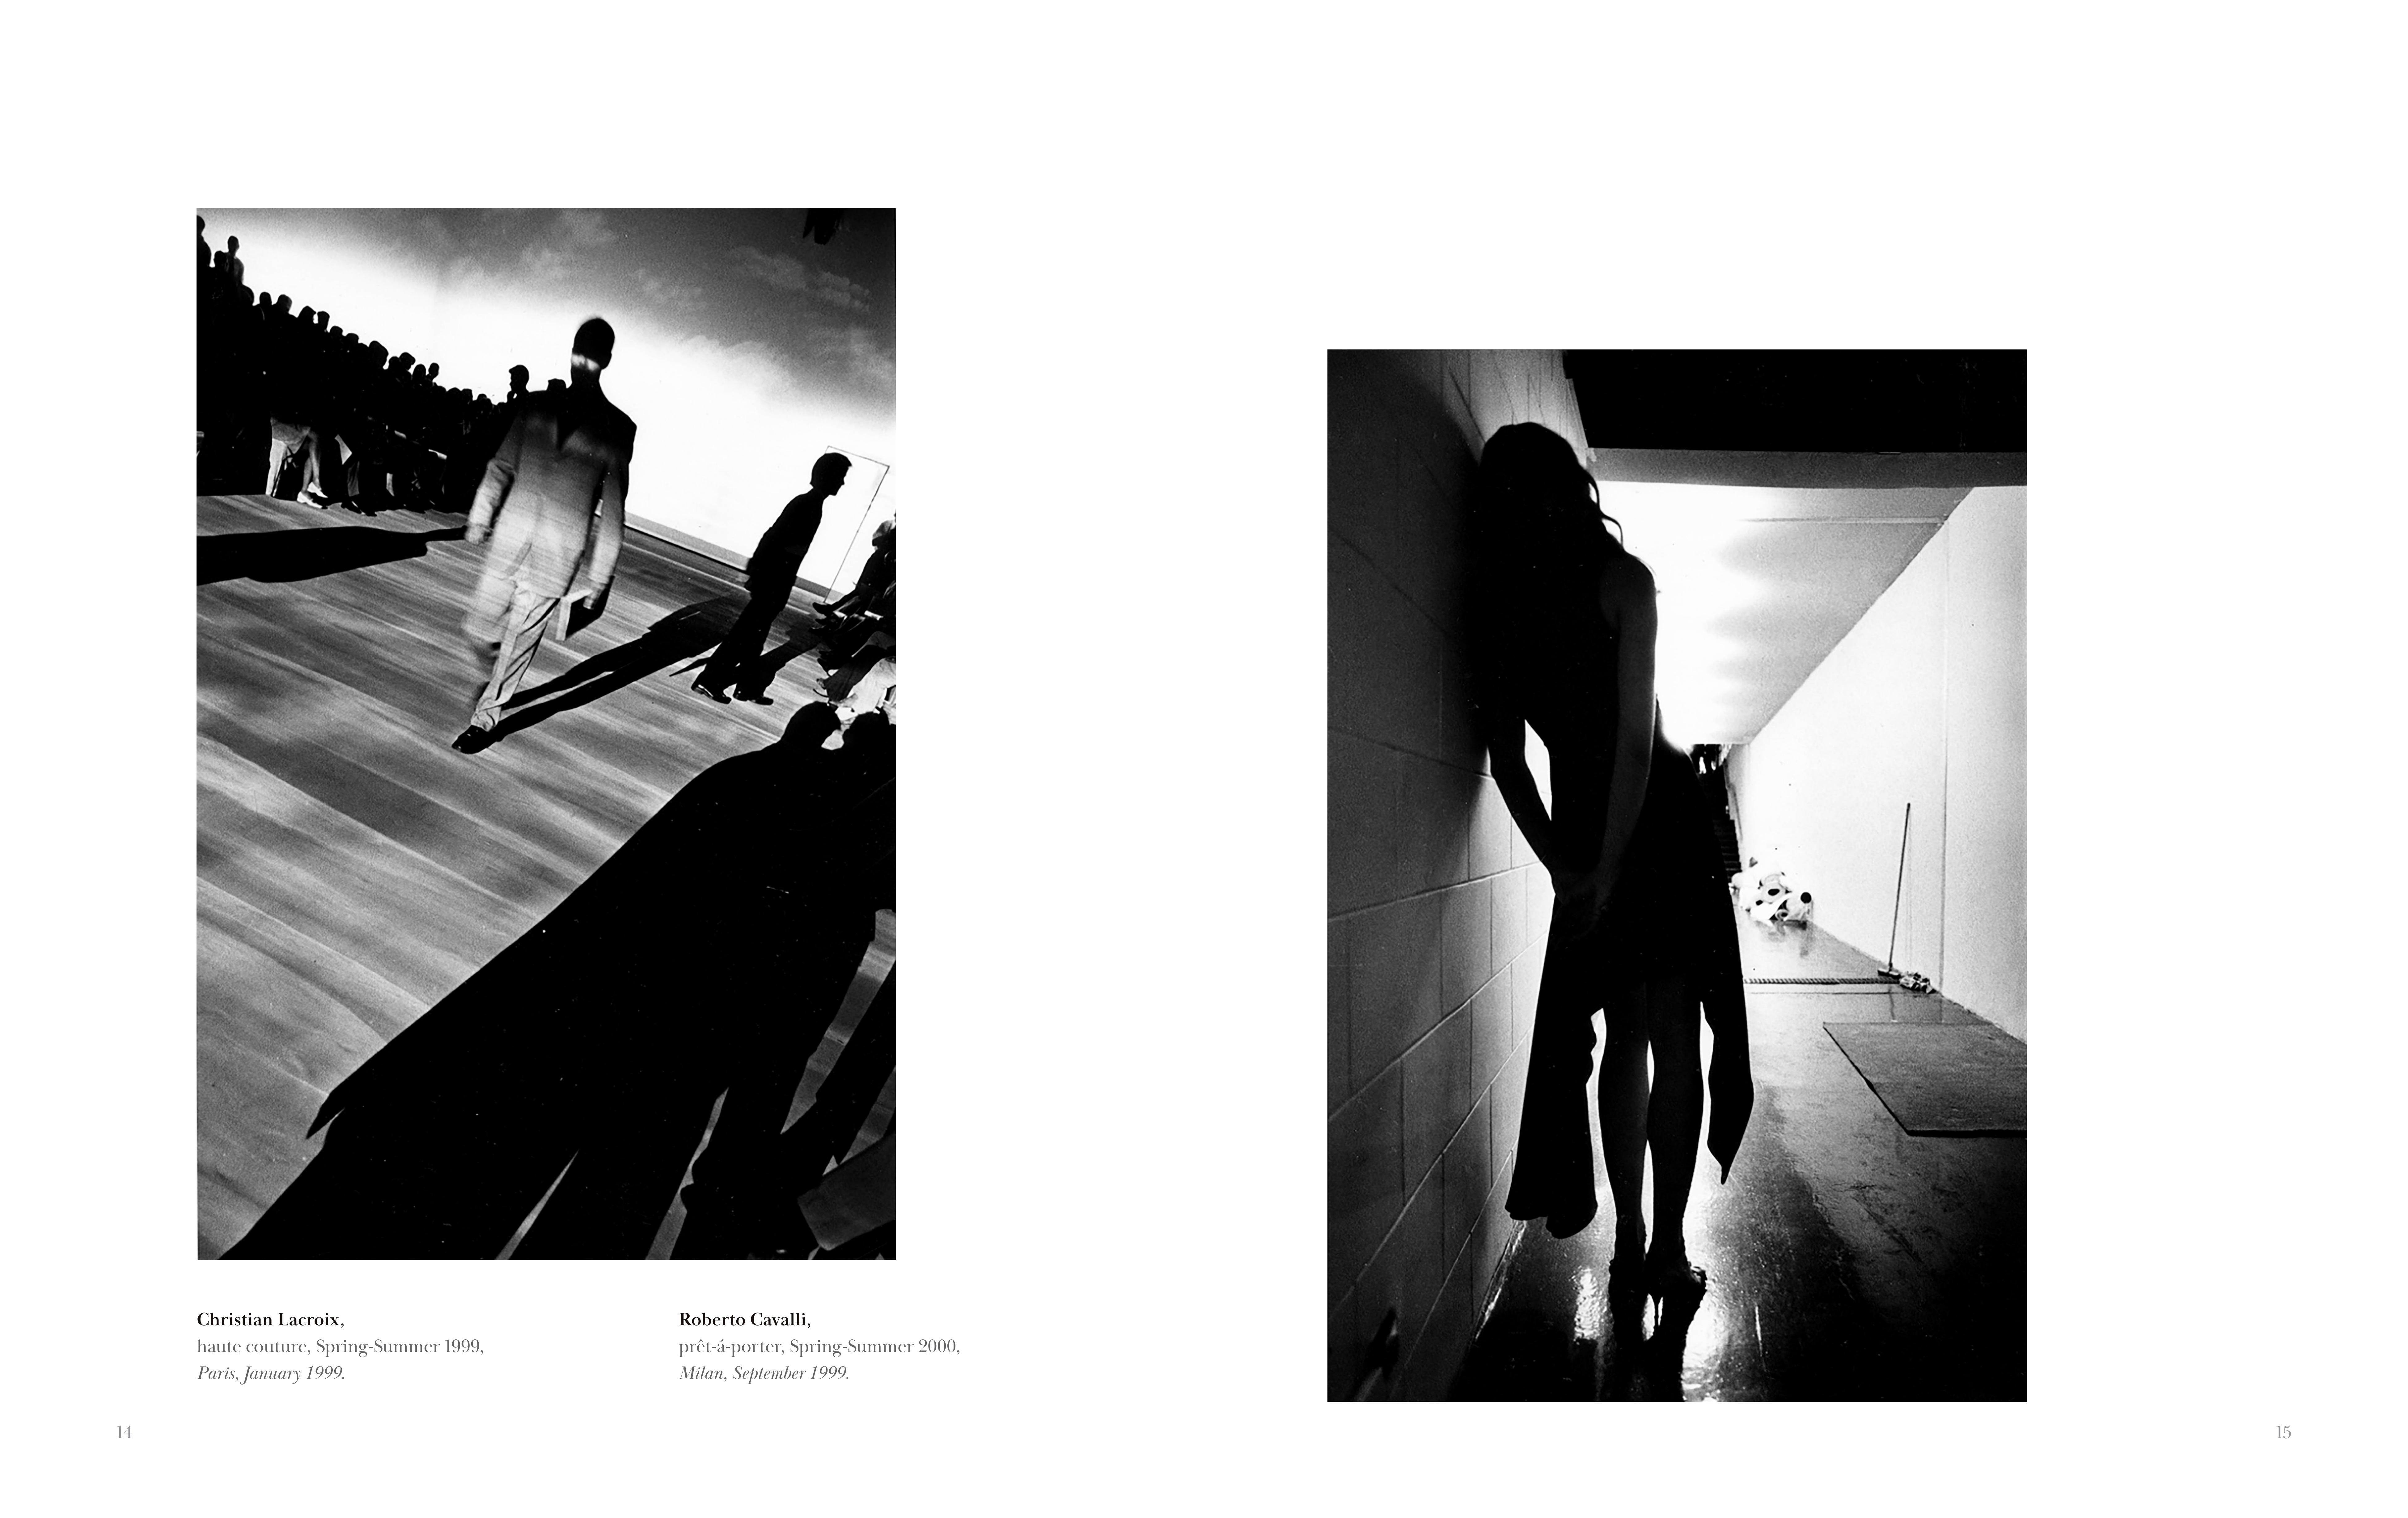 Christian Lacroix,
haute couture, Spring-Summer 1999,
Paris, January 1999.
Roberto Cavalli,
prêt-á-porter, Spring-Summer 2000,
Milan, September 1999.
14
15